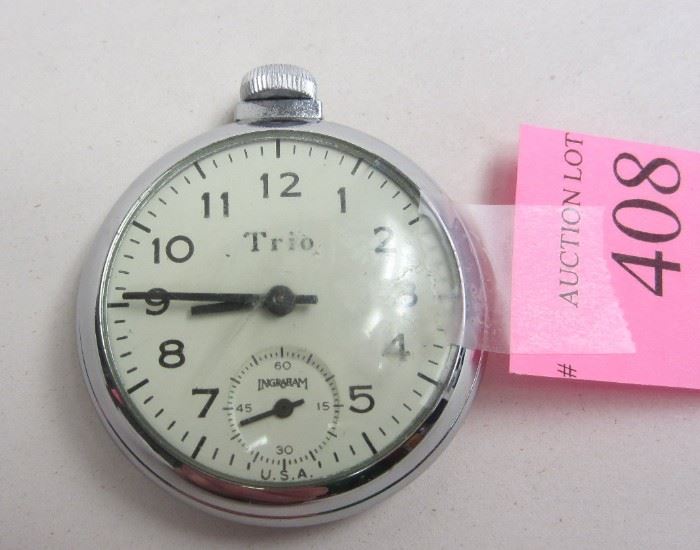 12
11 1
Trio
10 2
9 3
8 4
60
INGRAHAM
45 15
7 5
30
U.S.A.
AUCTION LOT
# 408